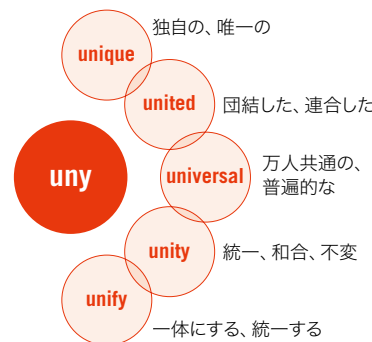 unique
独自の、唯一の
united
団結した、連合した
uny
universal
万人共通の、
普遍的な
unity
統一、和合、不変
unify
一体にする、統一する